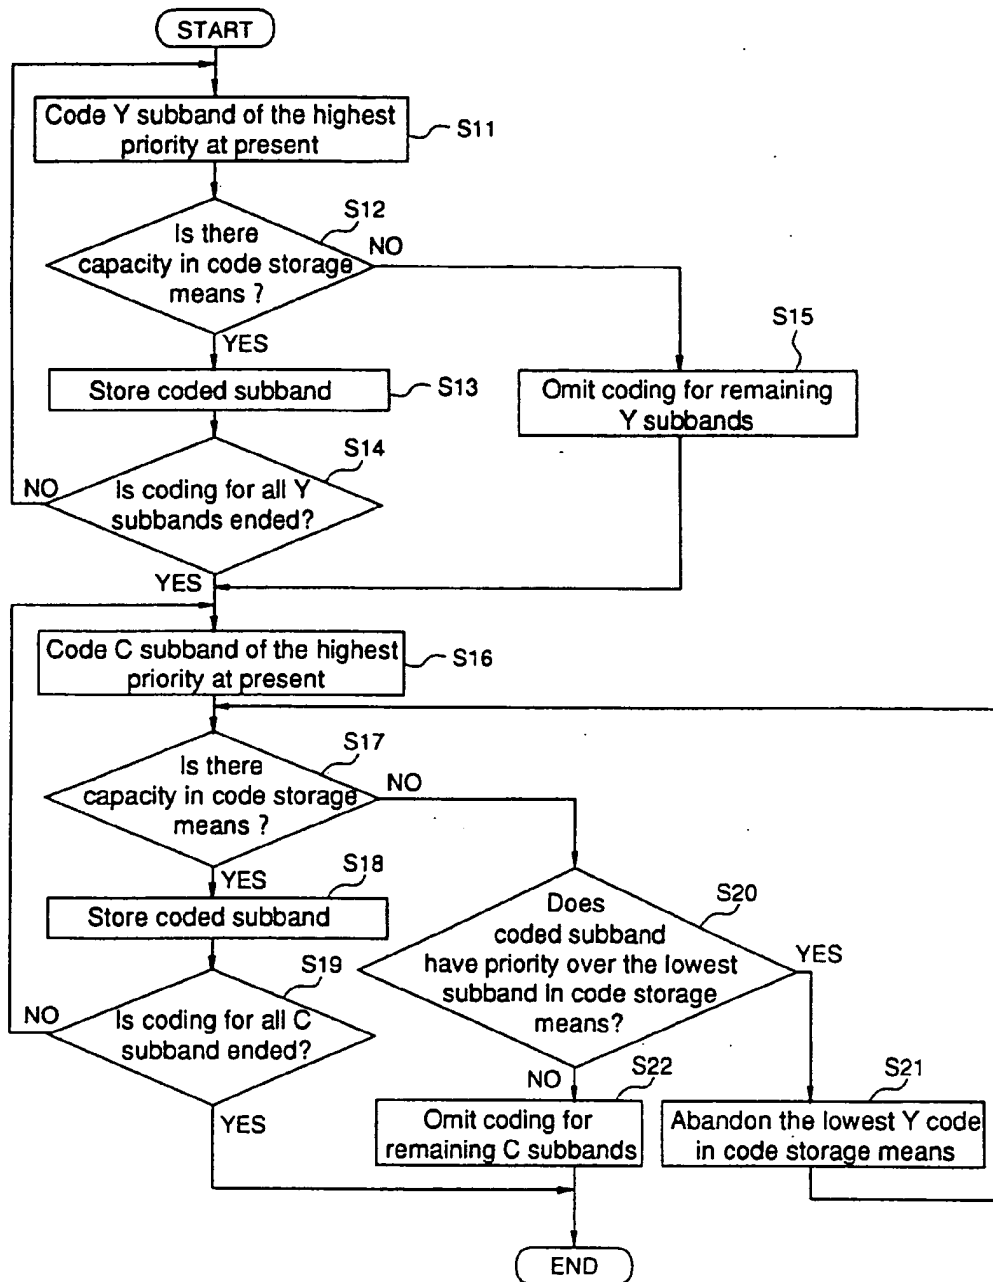 START
Code Y subband of the highest
priority at present
S11
S12
Is there
capacity in code storage
means ?
NO
YES
S15
Store coded subband
S13
Omit coding for remaining
Y subbands
S14
NO
Is coding for all Y
subbands ended?
YES
Code C subband of the highest
priority at present
S16
S17
Is there
capacity in code storage
means ?
NO
YES
S18
Store coded subband
S20
Does
coded subband
have priority over the lowest
subband in code storage
means?
YES
S19
NO
Is coding for all C
subband ended?
YES
NO
S22
Omit coding for
remaining C subbands
S21
Abandon the lowest Y code
in code storage means
END